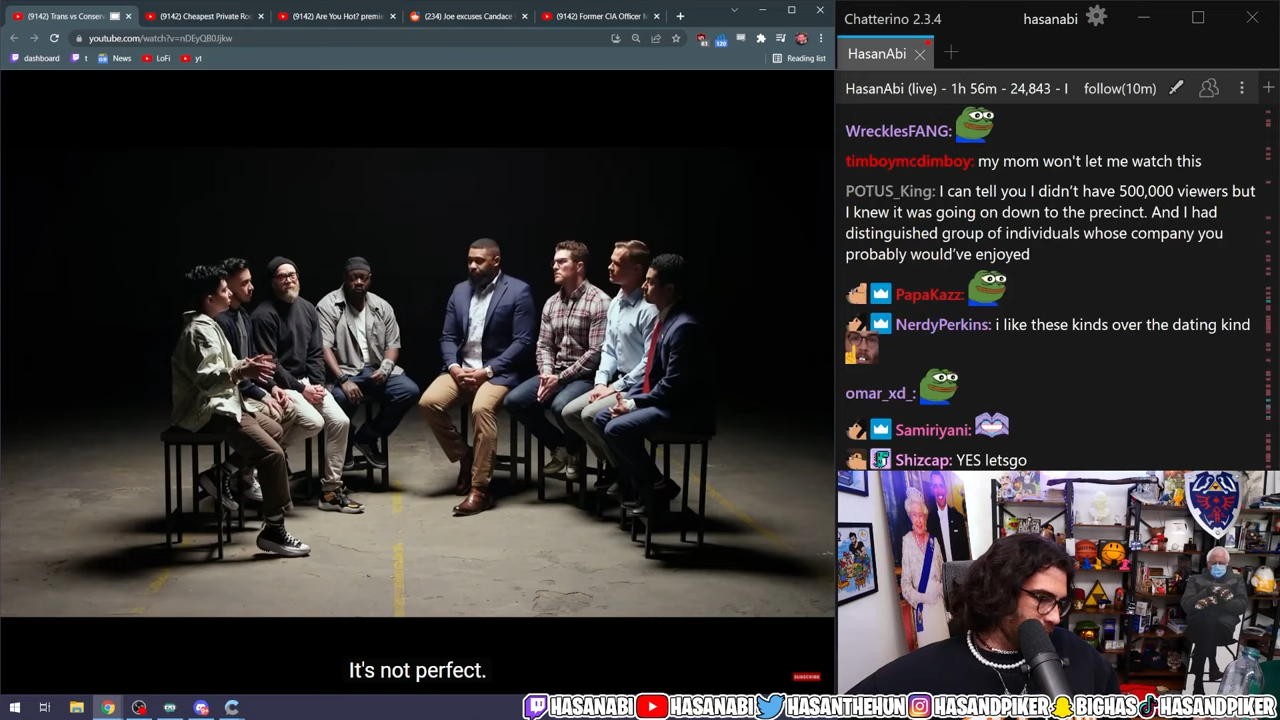 (9142) Trans vs Conserv
(9142) Cheapest Private Ro
(9142) Are You Hot? premi
(234) Joe excuses Candace
(9142) Former CIA Officer M
youtube.com/watch?v=nDEyQB0Jjkw
83
120
dashboard
t
News
LoFi
yt
Reading list
It's not perfect.
SUBSCRIBE
Chatterino 2.3.4
hasanabi
HasanAbi
HasanAbi (live) - 1h 56m - 24,843 - I
follow(10m)
WrecklesFANG:
timboymcdimboy: my mom won't let me watch this
POTUS_King: I can tell you I didn't have 500,000 viewers but
I knew it was going on down to the precinct. And I had
distinguished group of individuals whose company you
probably would've enjoyed
PapaKazz:
NerdyPerkins: i like these kinds over the dating kind
omar_xd_:
Samiriyani:
Shizcap: YES letsgo
HASANABI HASANABI HASANTHEHUN HASANDPIKER BIGHAS HASANDPIKER